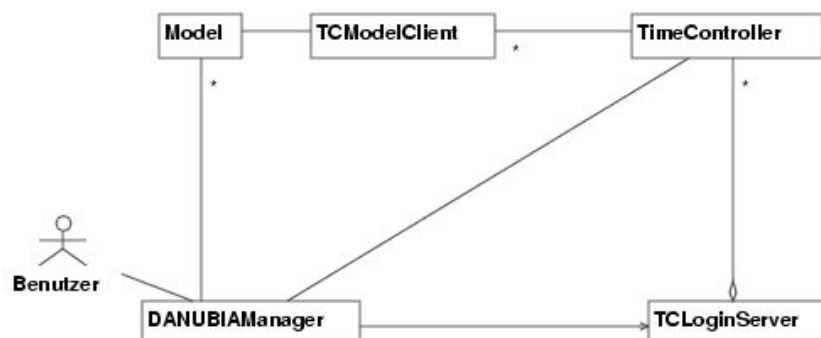 Model
TCModelClient
TimeController
*
*
*
Benutzer
DANUBIAManager
TCLoginServer